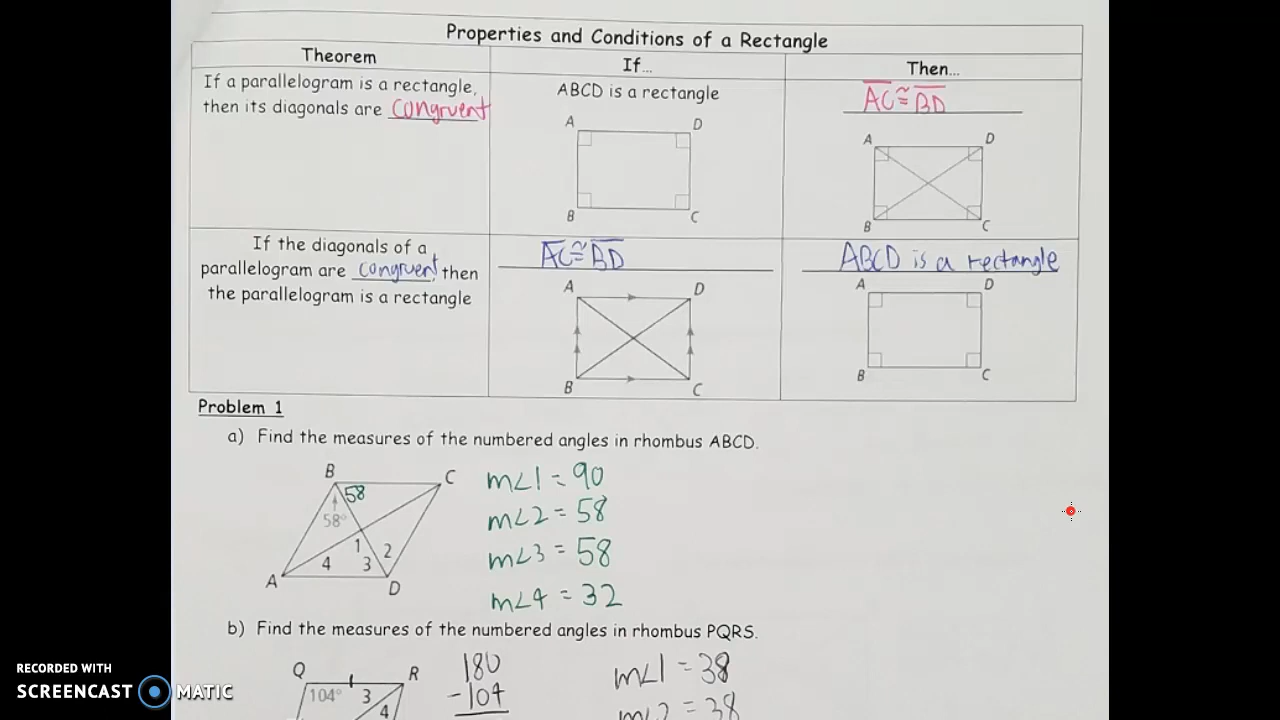 Properties and Conditions of a Rectangle
Theorem
If...
Then...
If a parallelogram is a rectangle,
then its diagonals are congruent
ABCD is a rectangle
A D
B C
AC ≅ BD
A D
B C
If the diagonals of a
parallelogram are congruent, then
the parallelogram is a rectangle
AC ≅ BD
A D
B C
ABCD is a rectangle
A D
B C
Problem 1
a) Find the measures of the numbered angles in rhombus ABCD.
B C
58
58°
1 2
4 3
A D
m∠1 = 90
m∠2 = 58
m∠3 = 58
m∠4 = 32
b) Find the measures of the numbered angles in rhombus PQRS.
Q R
104° 3
4
180
-104
m∠1 = 38
m∠2 = 38
RECORDED WITH
SCREENCAST MATIC